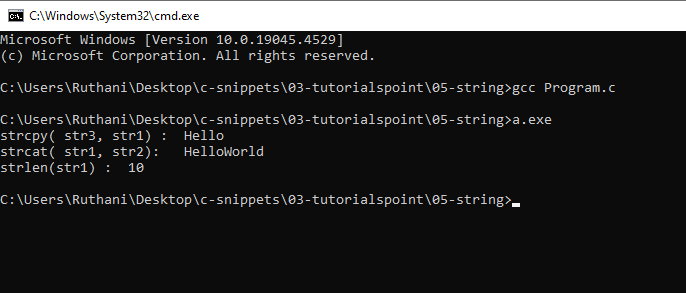 C:\Windows\System32\cmd.exe
Microsoft Windows [Version 10.0.19045.4529]
(c) Microsoft Corporation. All rights reserved.
C:\Users\Ruthani\Desktop\c-snippets\03-tutorialspoint\05-string>gcc Program.c
C:\Users\Ruthani\Desktop\c-snippets\03-tutorialspoint\05-string>a.exe
strcpy( str3, str1) :  Hello
strcat( str1, str2):   HelloWorld
strlen(str1) :  10
C:\Users\Ruthani\Desktop\c-snippets\03-tutorialspoint\05-string>